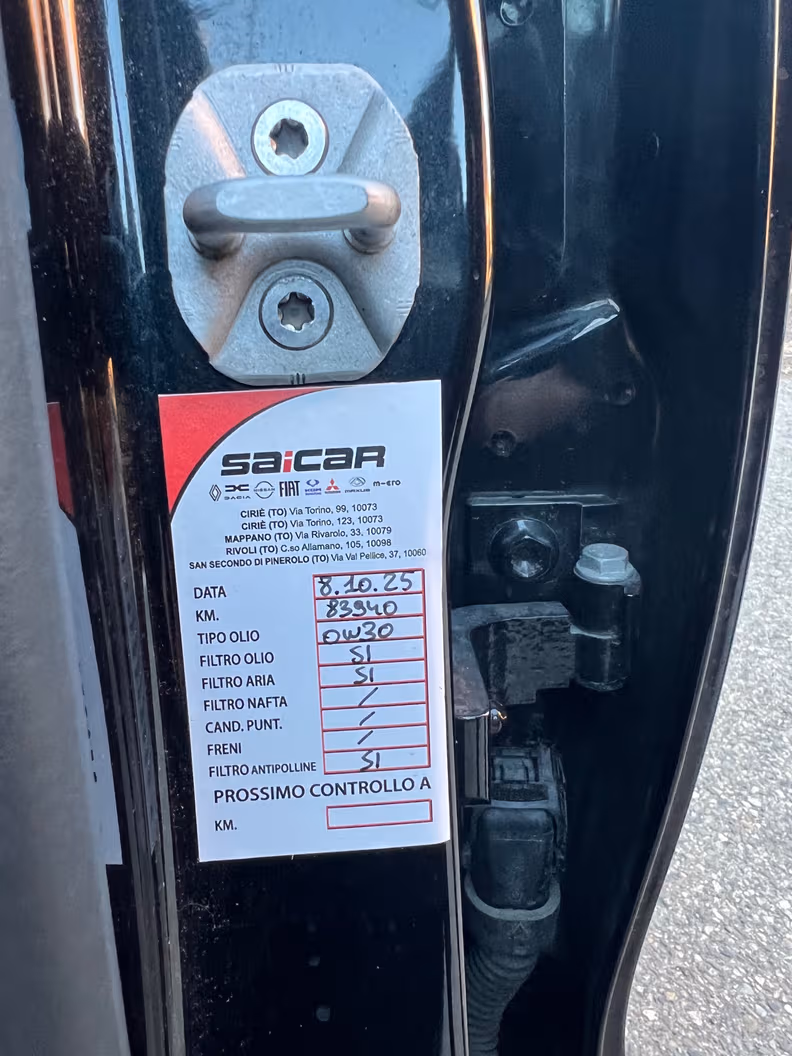 saicar
DACIA NISSAN FIAT MAXUS
CIRIÈ (TO) Via Torino, 99, 10073
CIRIÈ (TO) Via Torino, 123, 10073
MAPPANO (TO) Via Rivarolo, 33, 10079
RIVOLI (TO) C.so Allamano, 105, 10098
SAN SECONDO DI PINEROLO (TO) Via Val Pellice, 37, 10060
DATA 8.10.25
KM. 83940
TIPO OLIO 0W30
FILTRO OLIO SI
FILTRO ARIA SI
FILTRO NAFTA /
CAND. PUNT. /
FRENI /
FILTRO ANTIPOLLINE SI
PROSSIMO CONTROLLO A
KM.